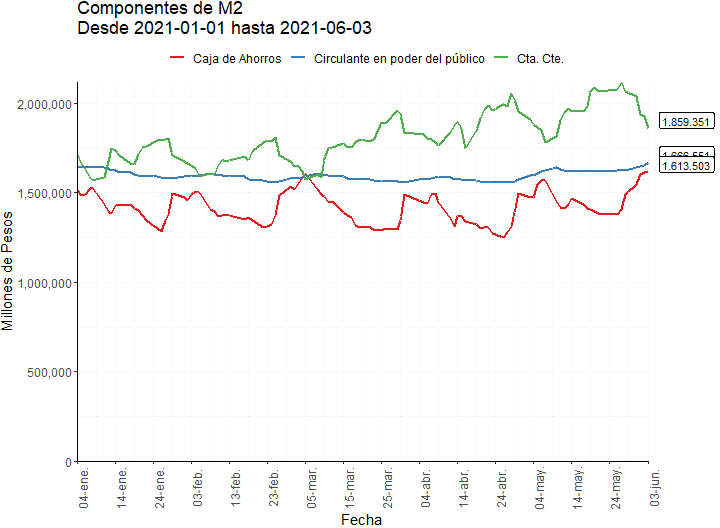 Componentes de M2
Desde 2021-01-01 hasta 2021-06-03
Caja de Ahorros Circulante en poder del público Cta. Cte.
Millones de Pesos
2,000,000
1,500,000
1,000,000
500,000
0
1.859.351
1.666.551
1.613.503
04-ene. 14-ene. 24-ene. 03-feb. 13-feb. 23-feb. 05-mar. 15-mar. 25-mar. 04-abr. 14-abr. 24-abr. 04-may. 14-may. 24-may. 03-jun.
Fecha